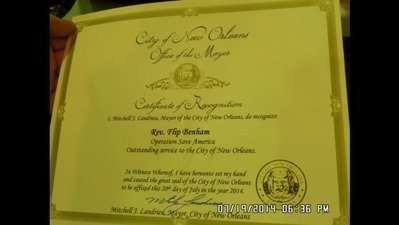 City of New Orleans
Office of the Mayor
Certificate of Recognition
I, Mitchell J. Landrieu, Mayor of the City of New Orleans, do recognize
Rev. Flip Benham
Operation Save America
Outstanding service to the City of New Orleans.
In Witness Whereof, I have hereunto set my hand
and caused the great seal of the City of New Orleans
to be affixed this 20th day of July in the year 2014.
Mitchell J. Landrieu, Mayor, City of New Orleans
07/19/2014 06:36 PM